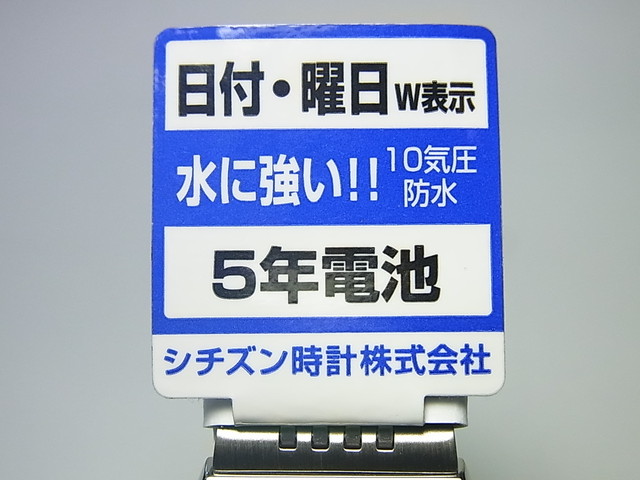 日付・曜日 W表示
水に強い!! 10気圧
防水
5年電池
シチズン時計株式会社